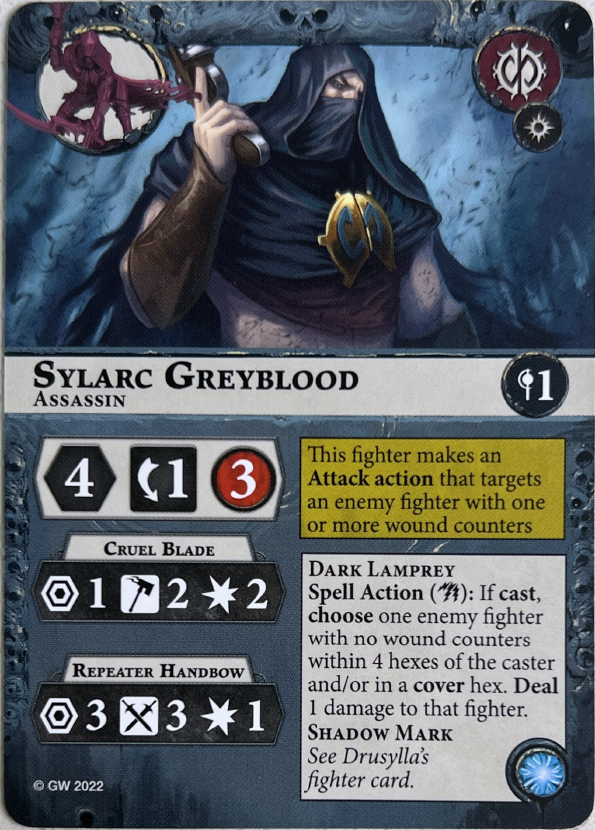 Sylarc Greyblood
Assassin
1
4 1 3
This fighter makes an
Attack action that targets
an enemy fighter with one
or more wound counters
Cruel Blade
1 2 2
Dark Lamprey
Spell Action ( ): If cast,
choose one enemy fighter
with no wound counters
within 4 hexes of the caster
and/or in a cover hex. Deal
1 damage to that fighter.
Shadow Mark
See Drusylla's
fighter card.
Repeater Handbow
3 3 1
© GW 2022